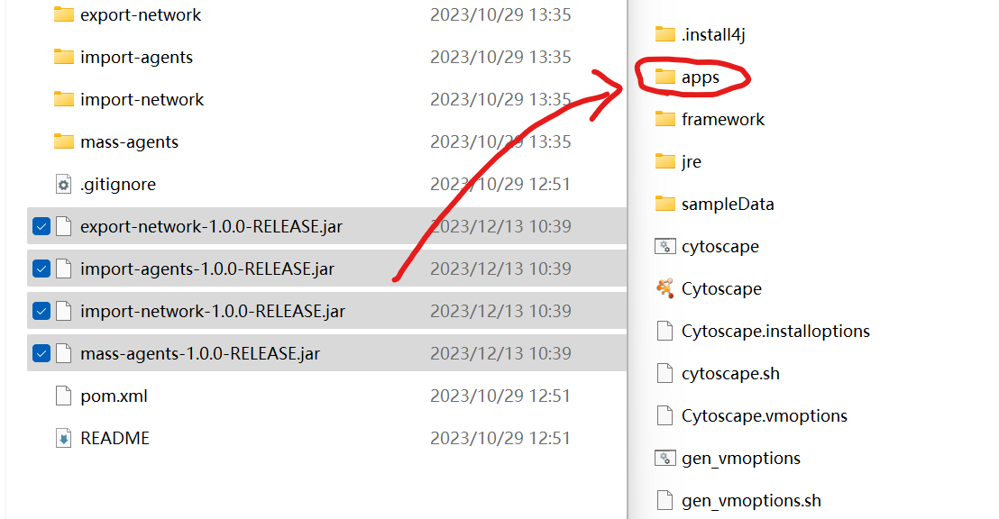 export-network 2023/10/29 13:35
import-agents 2023/10/29 13:35
import-network 2023/10/29 13:35
mass-agents 2023/10/29 13:35
.gitignore 2023/10/29 12:51
export-network-1.0.0-RELEASE.jar 2023/12/13 10:39
import-agents-1.0.0-RELEASE.jar 2023/12/13 10:39
import-network-1.0.0-RELEASE.jar 2023/12/13 10:39
mass-agents-1.0.0-RELEASE.jar 2023/12/13 10:39
pom.xml 2023/10/29 12:51
README 2023/10/29 12:51
.install4j
apps
framework
jre
sampleData
cytoscape
Cytoscape
Cytoscape.installoptions
cytoscape.sh
Cytoscape.vmoptions
gen_vmoptions
gen_vmoptions.sh